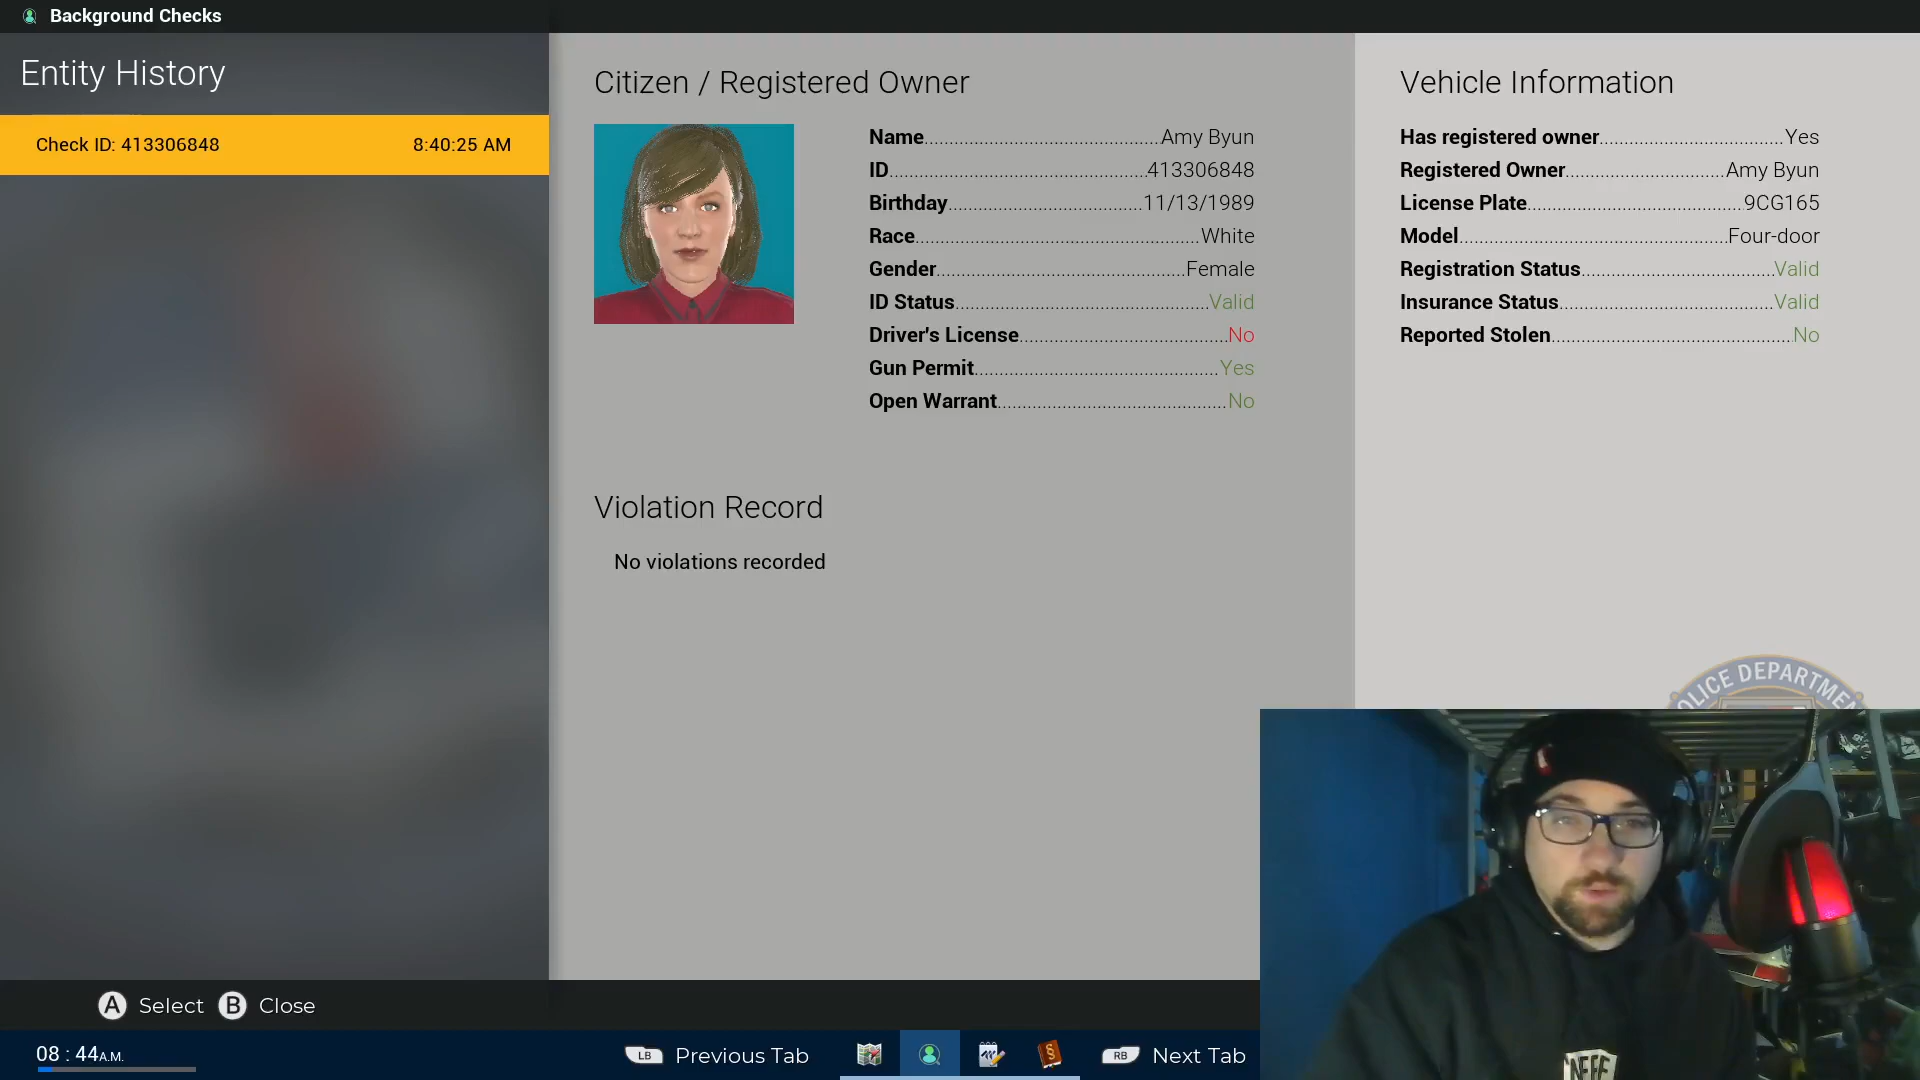 Background Checks
Entity History
Check ID: 413306848 8:40:25 AM
Citizen / Registered Owner
Name Amy Byun
ID 413306848
Birthday 11/13/1989
Race White
Gender Female
ID Status Valid
Driver's License No
Gun Permit Yes
Open Warrant No
Violation Record
No violations recorded
Vehicle Information
Has registered owner Yes
Registered Owner Amy Byun
License Plate 9CG165
Model Four-door
Registration Status Valid
Insurance Status Valid
Reported Stolen No
POLICE DEPARTMEN
NEFF
A Select B Close
08 : 44 A.M.
LB Previous Tab
RB Next Tab